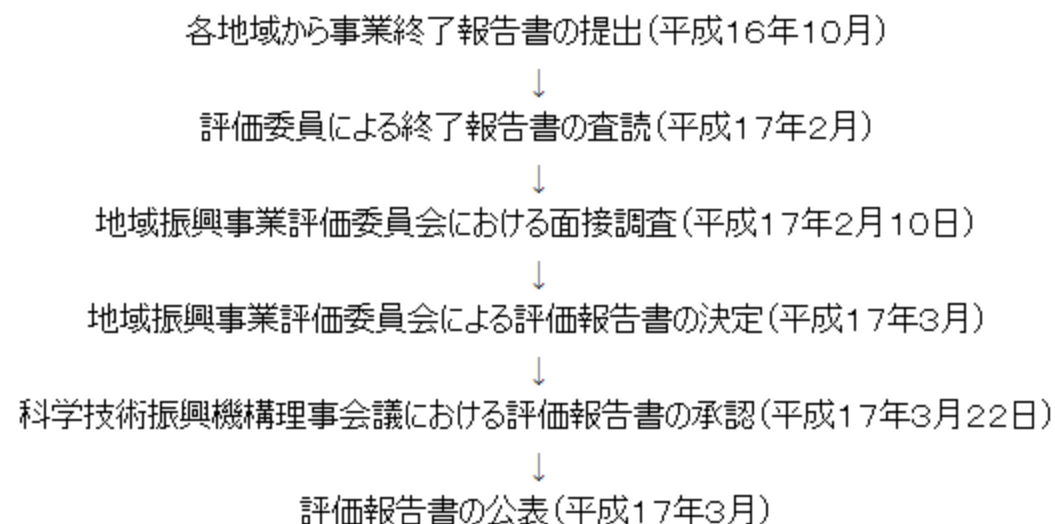 各地域から事業終了報告書の提出(平成16年10月)
↓
評価委員による終了報告書の査読(平成17年2月)
↓
地域振興事業評価委員会における面接調査(平成17年2月10日)
↓
地域振興事業評価委員会による評価報告書の決定(平成17年3月)
↓
科学技術振興機構理事会議における評価報告書の承認(平成17年3月22日)
↓
評価報告書の公表(平成17年3月)